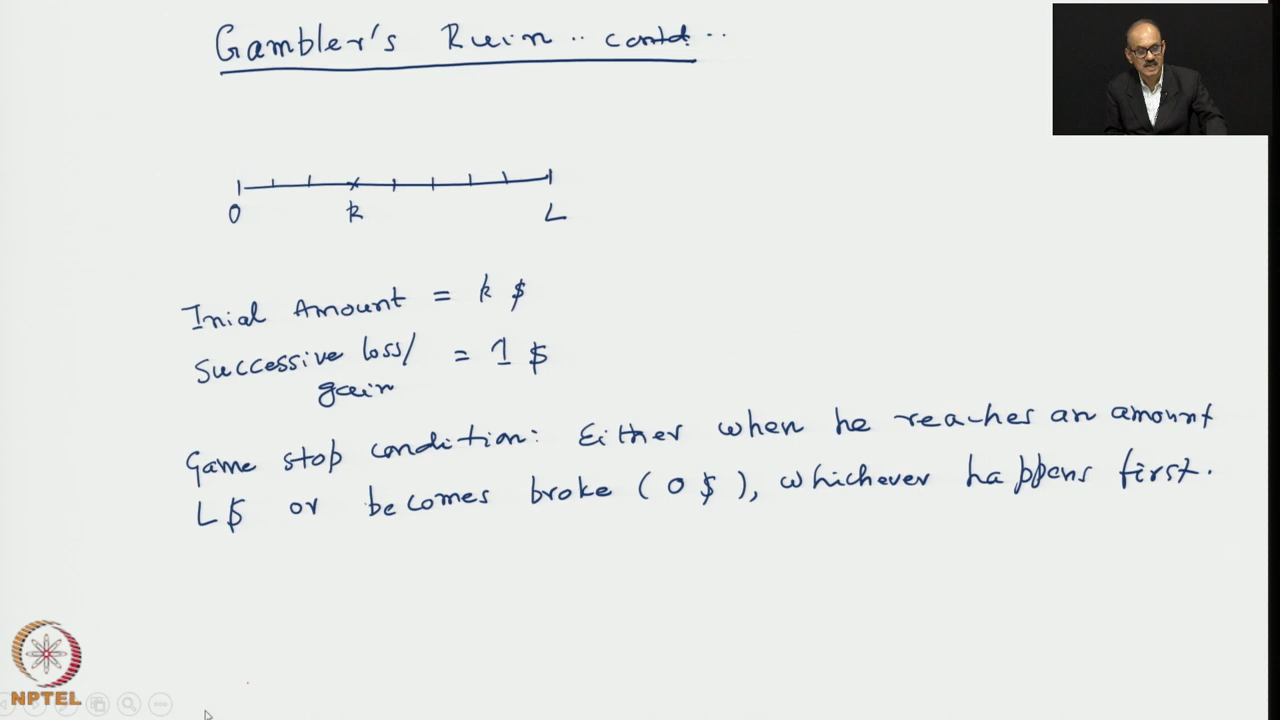 Gambler's Ruin .. contd ..
0 k L
Inial Amount = k $
Successive loss/ = 1 $
gain
Game stop condition: Either when he reaches an amount
L$ or becomes broke (0 $), whichever happens first.
NPTEL